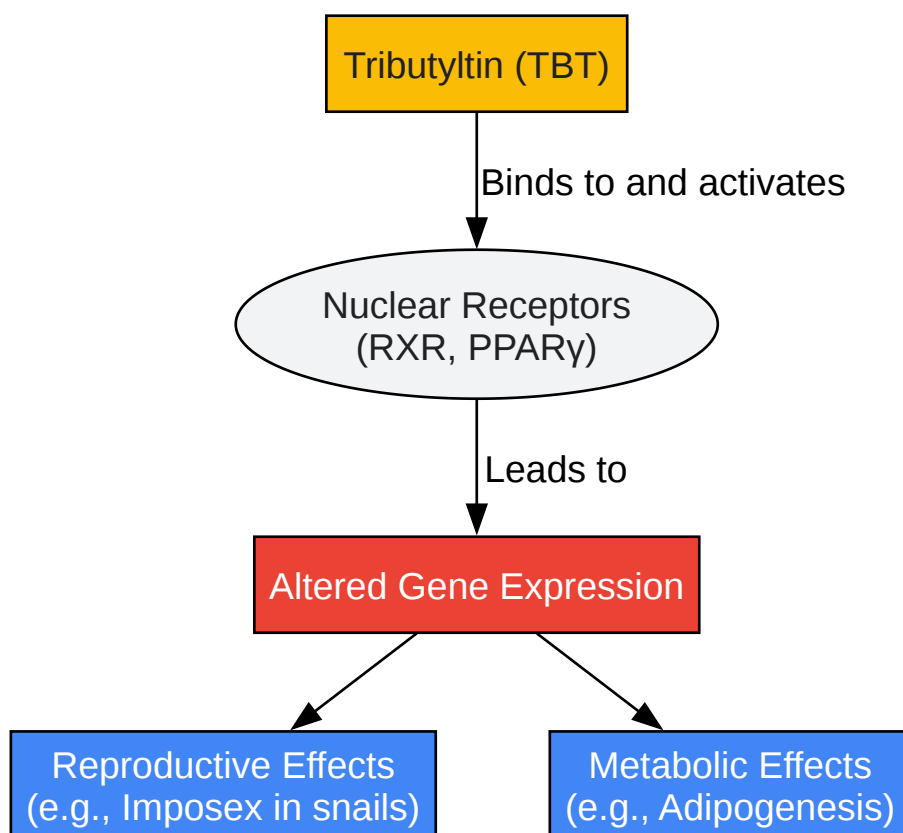 Tributyltin (TBT)
Binds to and activates
Nuclear Receptors
(RXR, PPARγ)
Leads to
Altered Gene Expression
Reproductive Effects
(e.g., Imposex in snails)
Metabolic Effects
(e.g., Adipogenesis)